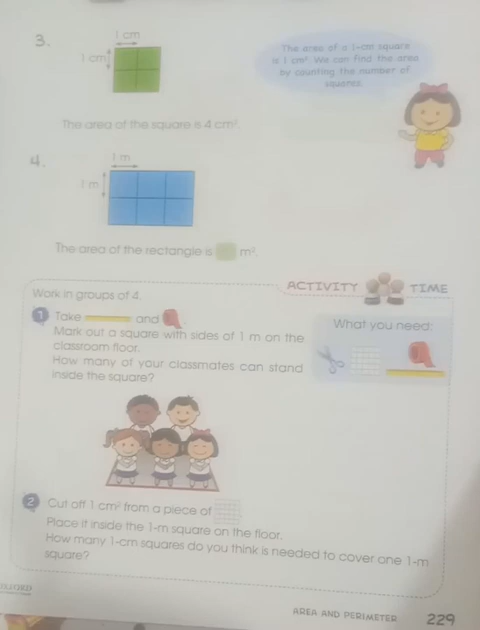 3.
1 cm
1 cm
The area of a 1-cm square
is 1 cm². We can find the area
by counting the number of
squares.
The area of the square is 4 cm².
4.
1 m
1 m
The area of the rectangle is m².
ACTIVITY TIME
Work in groups of 4.
1 Take and .
Mark out a square with sides of 1 m on the
classroom floor.
How many of your classmates can stand
inside the square?
What you need:
2 Cut off 1 cm² from a piece of .
Place it inside the 1-m square on the floor.
How many 1-cm squares do you think is needed to cover one 1-m
square?
AREA AND PERIMETER 229